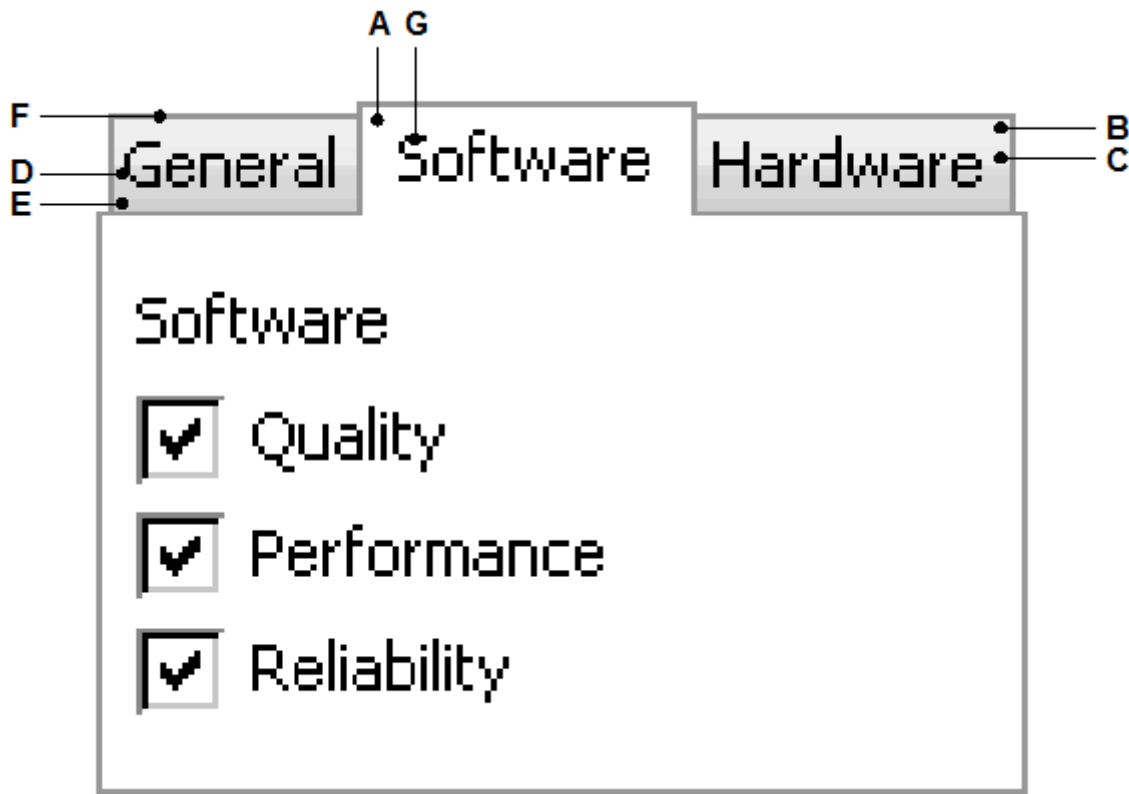 A G
F
B
General Software Hardware
C
D
E
Software
Quality
Performance
Reliability